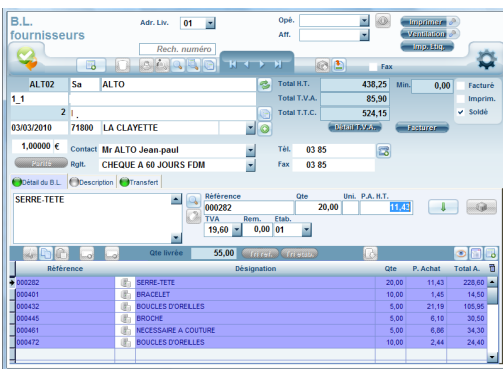 B.L. Adr. Liv. 01 Opé. Imprimer
fournisseurs Aff. Ventilation
Rech. numéro Imp. Etiq.
Fax
ALT02 Sa ALTO Total H.T. 438,25 Min. 0,00 Facturé
1_1 Total T.V.A. 85,90 Imprim.
2 Total T.T.C. 524,15 Soldé
03/03/2010 71800 LA CLAYETTE Détail T.V.A. Facturer
1,00000 € Contact Mr ALTO Jean-paul Tél. 03 85
Parité Rglt. CHEQUE A 60 JOURS FDM Fax 03 85
Détail du B.L. Description Transfert
SERRE-TETE Référence Qte Uni. P.A. H.T.
000282 20,00 11,43
TVA Rem. Etab.
19,60 0,00 01
Qte livrée 55,00 Tri réf. Tri étab.
Référence Désignation Qte P. Achat Total A.
000282 SERRE-TETE 20,00 11,43 228,60
000401 BRACELET 10,00 1,45 14,50
000432 BOUCLES D'OREILLES 5,00 21,19 105,95
000445 BROCHE 5,00 6,10 30,50
000461 NECESSAIRE A COUTURE 5,00 6,86 34,30
000472 BOUCLES D'OREILLES 10,00 2,44 24,40